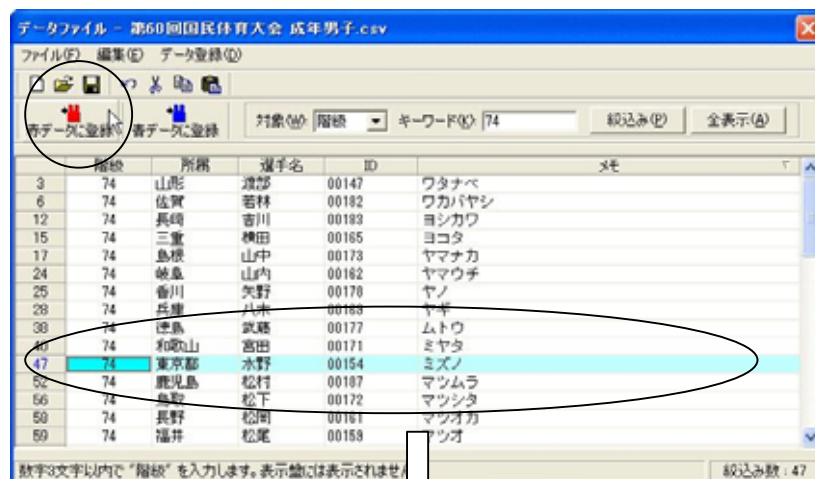 データファイル - 第60回国民体育大会 成年男子.csv
ファイル(F) 編集(E) データ登録(D)
赤データに登録 青データに登録 対象(W): 階級 キーワード(K): 74 絞込み(P) 全表示(A)
階級 所属 選手名 ID メモ
3 74 山形 渡部 00147 ワタナベ
6 74 佐賀 若林 00182 ワカバヤシ
12 74 長崎 吉川 00183 ヨシカワ
15 74 三重 横田 00165 ヨコタ
17 74 島根 山中 00173 ヤマナカ
24 74 岐阜 山内 00162 ヤマウチ
25 74 香川 矢野 00178 ヤノ
28 74 兵庫 八木 00168 ヤギ
38 74 徳島 武藤 00177 ムトウ
40 74 和歌山 宮田 00171 ミヤタ
47 74 東京都 水野 00154 ミズノ
52 74 鹿児島 松村 00187 マツムラ
56 74 鳥取 松下 00172 マツシタ
58 74 長野 松岡 00161 マツオカ
59 74 福井 松尾 00158 マツオ
数字3文字以内で "階級" を入力します。表示盤には表示されません 絞込み数 : 47